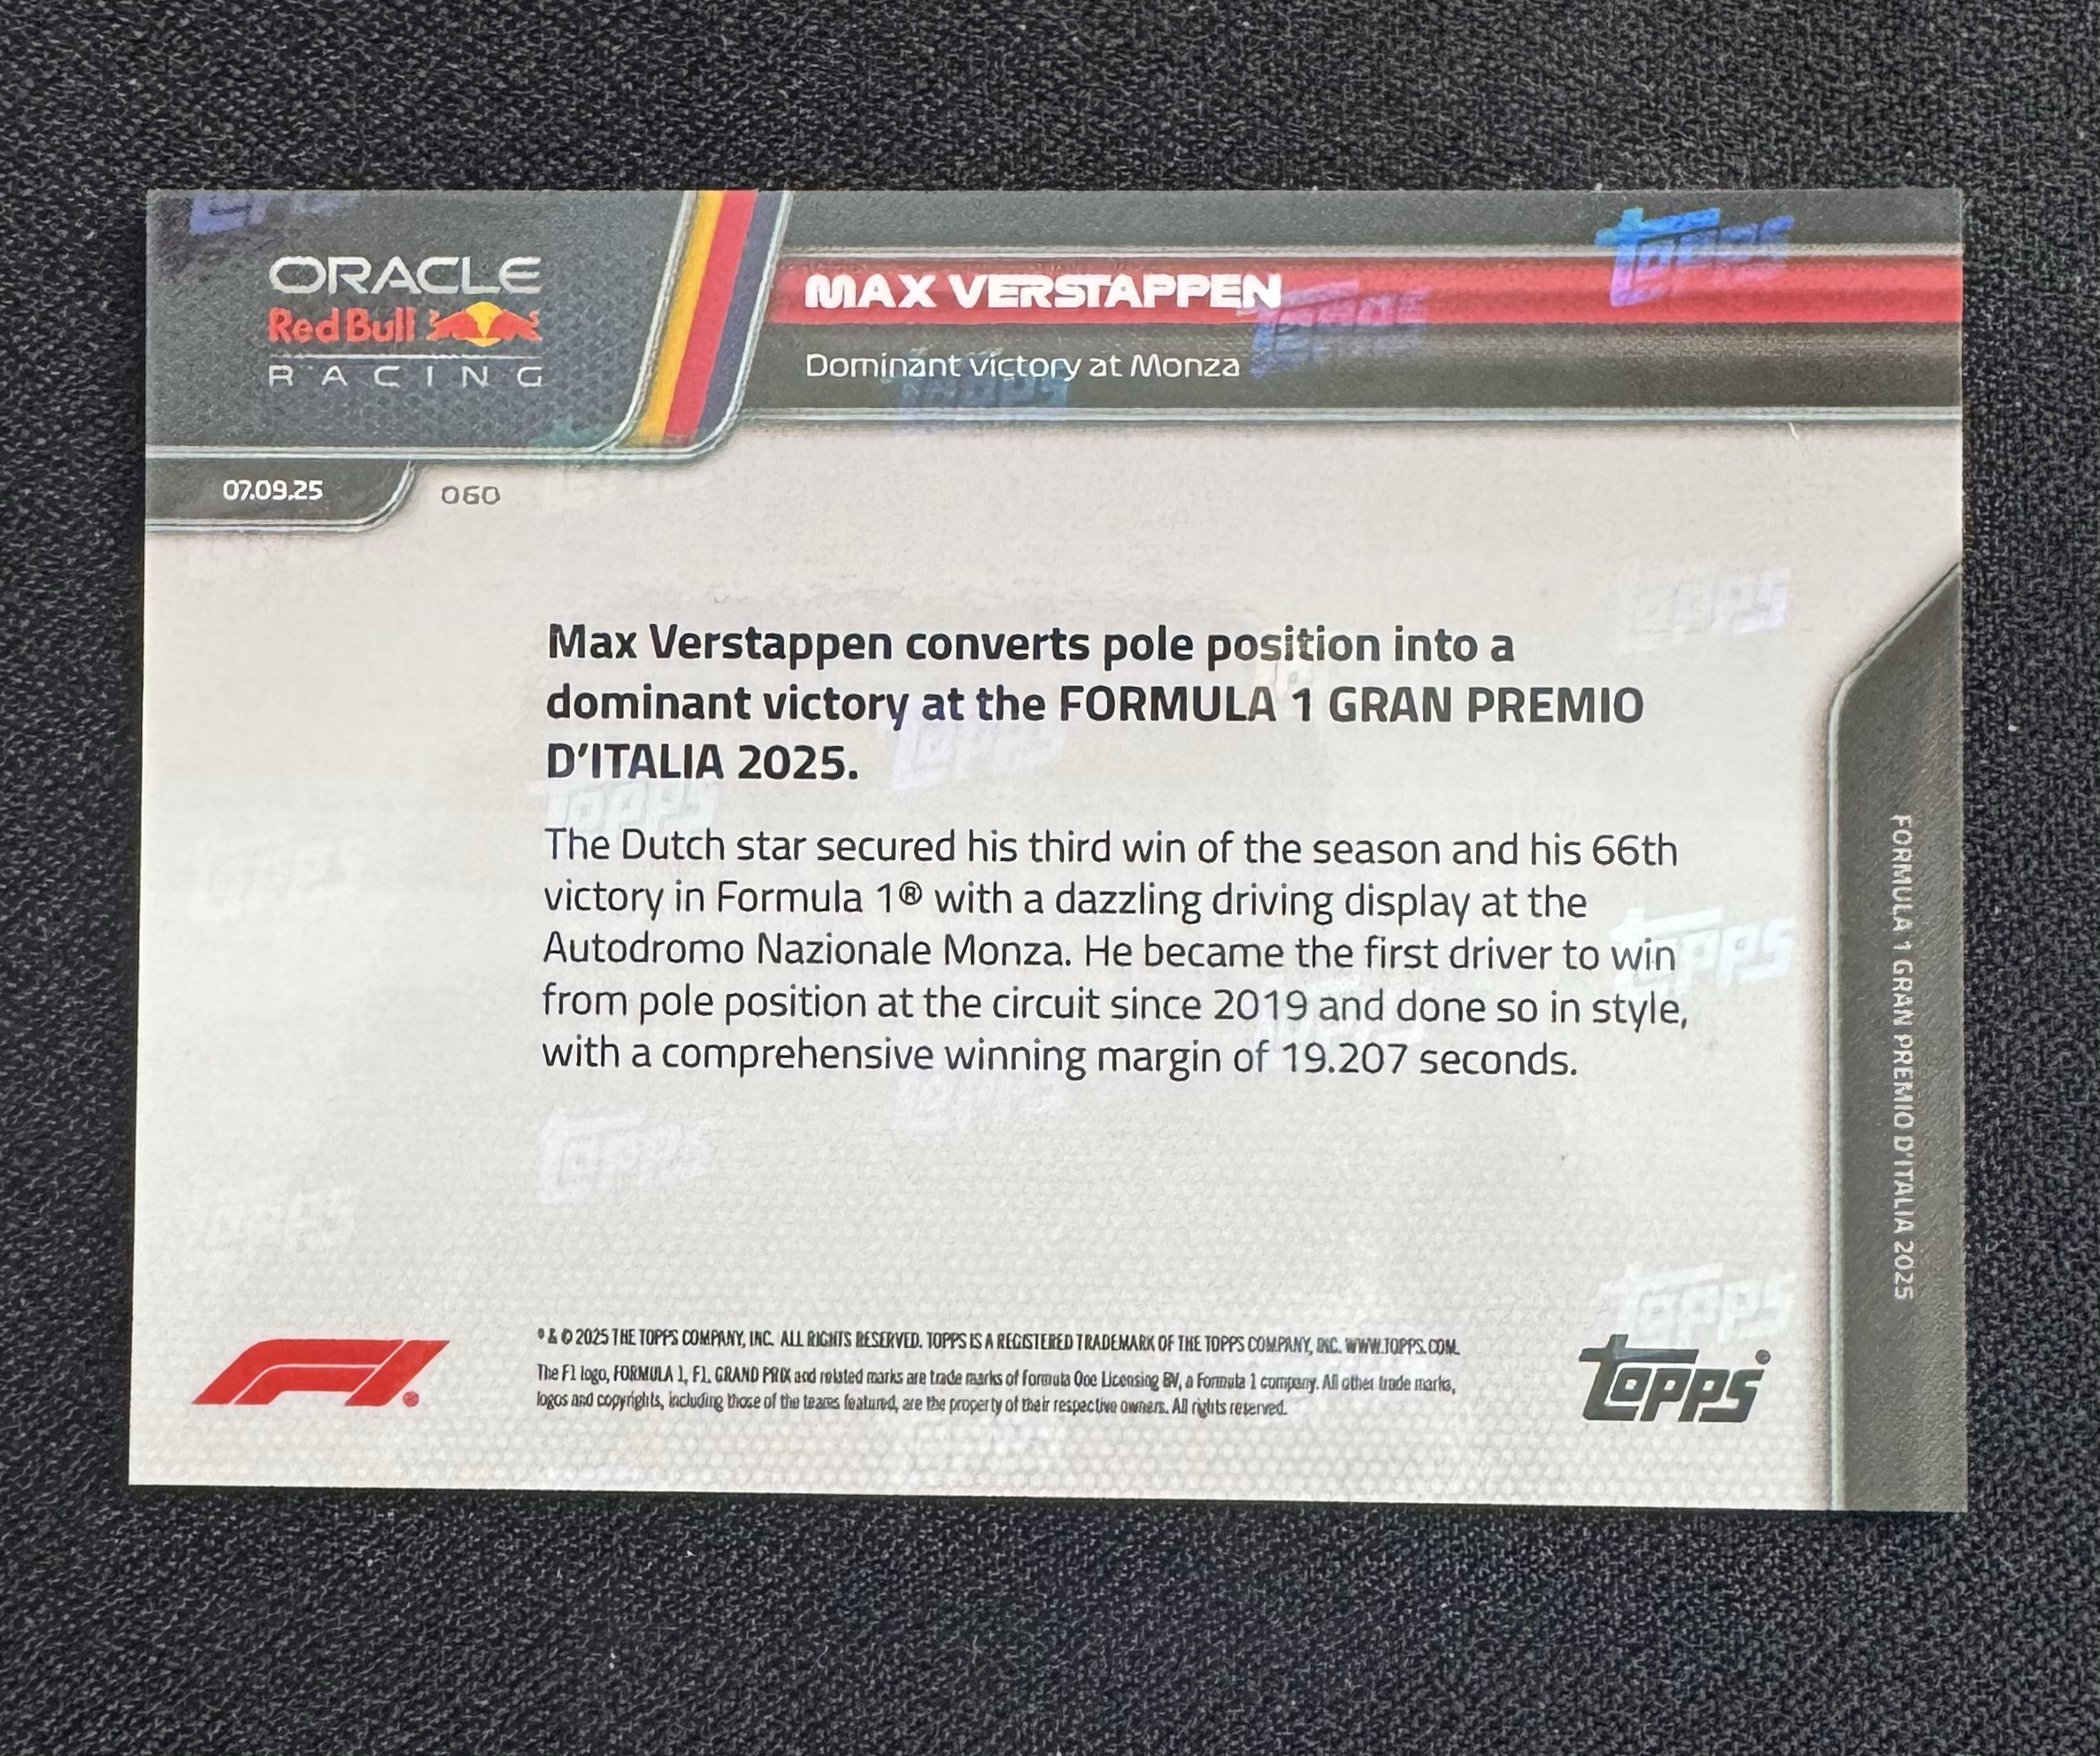 ORACLE
Red Bull
RACING
MAX VERSTAPPEN
Dominant victory at Monza
07.09.25
060
Max Verstappen converts pole position into a
dominant victory at the FORMULA 1 GRAN PREMIO
D'ITALIA 2025.
The Dutch star secured his third win of the season and his 66th
victory in Formula 1® with a dazzling driving display at the
Autodromo Nazionale Monza. He became the first driver to win
from pole position at the circuit since 2019 and done so in style,
with a comprehensive winning margin of 19.207 seconds.
FORMULA 1 GRAN PREMIO D'ITALIA 2025
F1
® & © 2025 THE TOPPS COMPANY, INC. ALL RIGHTS RESERVED. TOPPS IS A REGISTERED TRADEMARK OF THE TOPPS COMPANY, INC. WWW.TOPPS.COM.
The F1 logo, FORMULA 1, F1, GRAND PRIX and related marks are trade marks of Formula One Licensing BV, a Formula 1 company. All other trade marks,
logos and copyrights, including those of the teams featured, are the property of their respective owners. All rights reserved.
Topps®